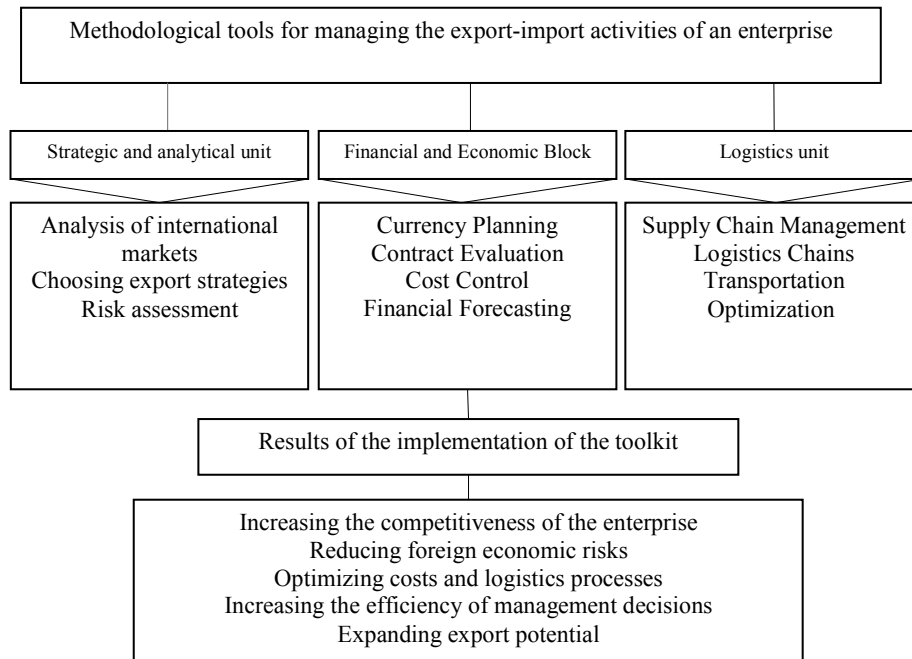 Methodological tools for managing the export-import activities of an enterprise
Strategic and analytical unit
Financial and Economic Block
Logistics unit
Analysis of international
markets
Choosing export strategies
Risk assessment
Currency Planning
Contract Evaluation
Cost Control
Financial Forecasting
Supply Chain Management
Logistics Chains
Transportation
Optimization
Results of the implementation of the toolkit
Increasing the competitiveness of the enterprise
Reducing foreign economic risks
Optimizing costs and logistics processes
Increasing the efficiency of management decisions
Expanding export potential